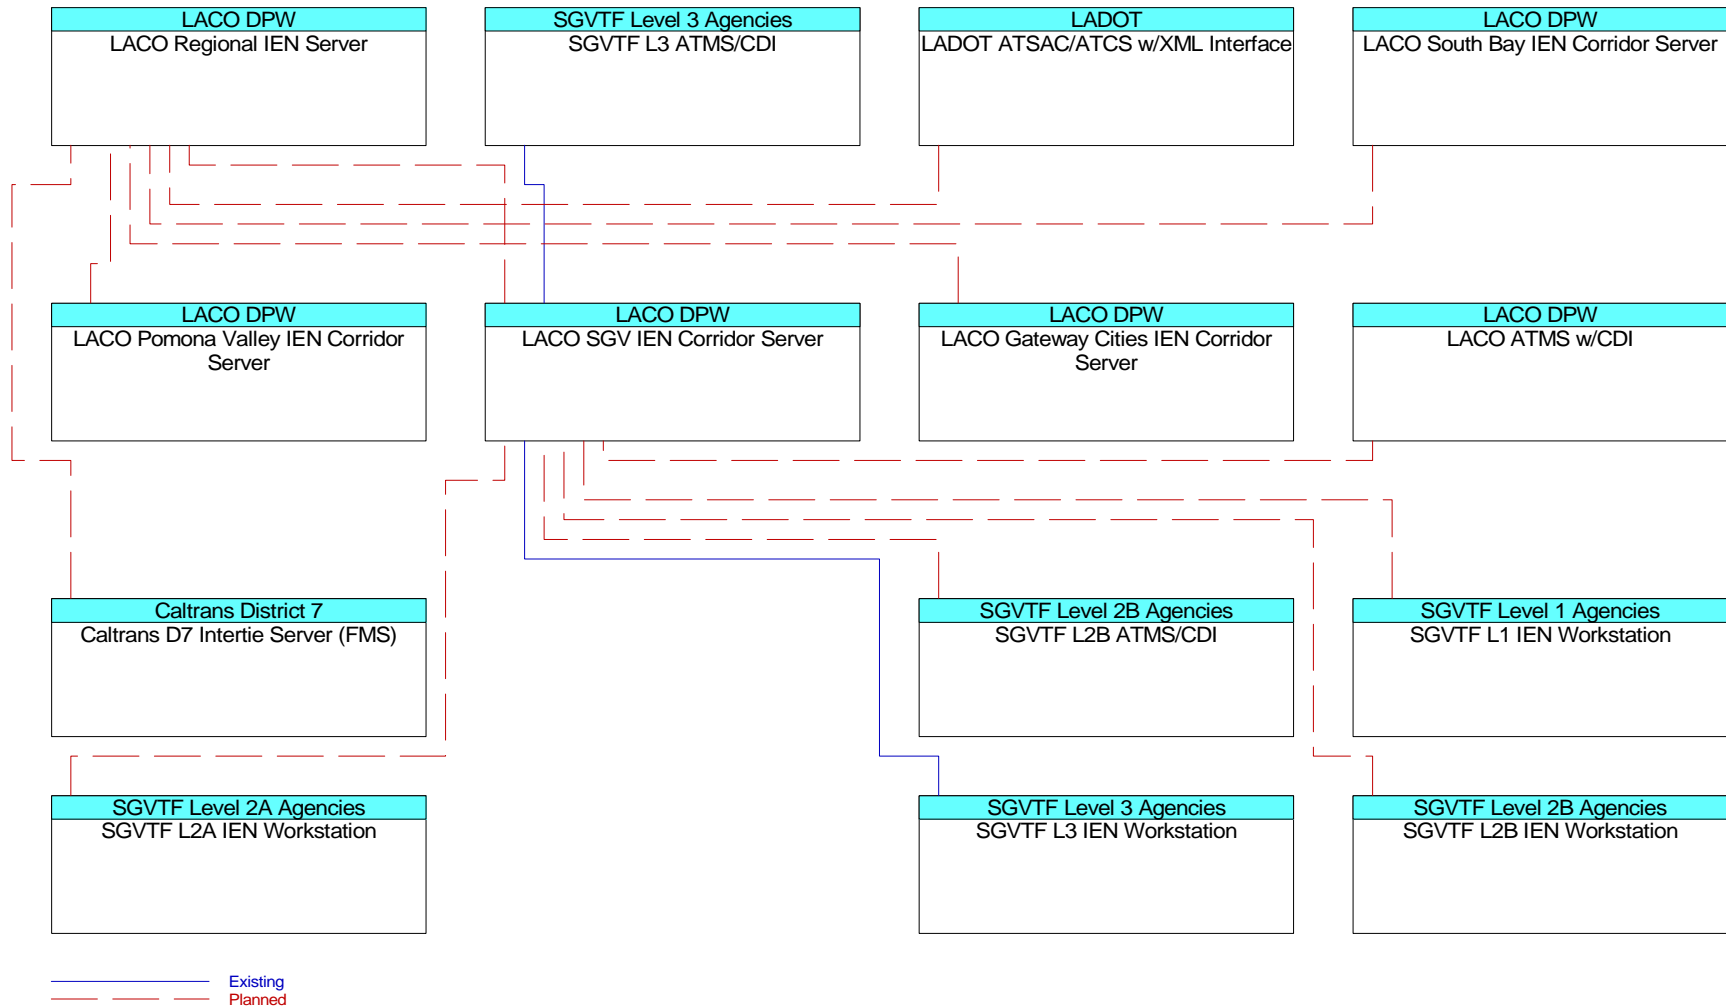 LACO DPW
LACO Regional IEN Server
SGVTF Level 3 Agencies
SGVTF L3 ATMS/CDI
LADOT
LADOT ATSAC/ATCS w/XML Interface
LACO DPW
LACO South Bay IEN Corridor Server
LACO DPW
LACO Pomona Valley IEN Corridor
Server
LACO DPW
LACO SGV IEN Corridor Server
LACO DPW
LACO Gateway Cities IEN Corridor
Server
LACO DPW
LACO ATMS w/CDI
Caltrans District 7
Caltrans D7 Intertie Server (FMS)
SGVTF Level 2B Agencies
SGVTF L2B ATMS/CDI
SGVTF Level 1 Agencies
SGVTF L1 IEN Workstation
SGVTF Level 2A Agencies
SGVTF L2A IEN Workstation
SGVTF Level 3 Agencies
SGVTF L3 IEN Workstation
SGVTF Level 2B Agencies
SGVTF L2B IEN Workstation
Existing
Planned